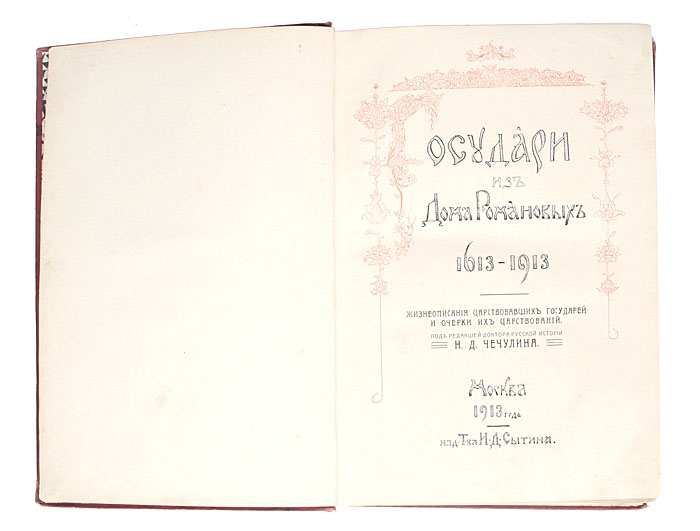 Государи
изъ
Дома Романовыхъ
1613-1913
Жизнеописанія царствовавшихъ государей
и очерки ихъ царствованій.
Подъ редакціей доктора русской исторіи
Н. Д. Чечулина.
Москва
1913 года
изд. Т-ва И. Д. Сытина.